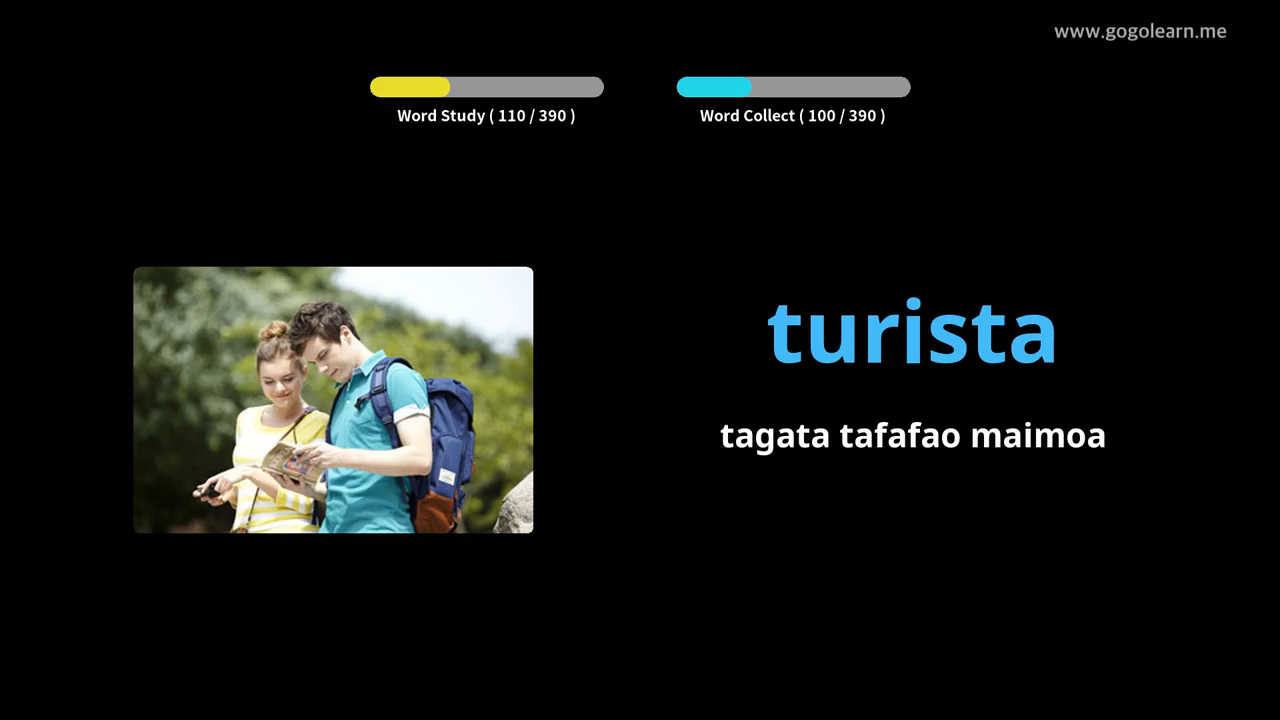 www.gogolearn.me
Word Study ( 110 / 390 )
Word Collect ( 100 / 390 )
turista
tagata tafafao maimoa